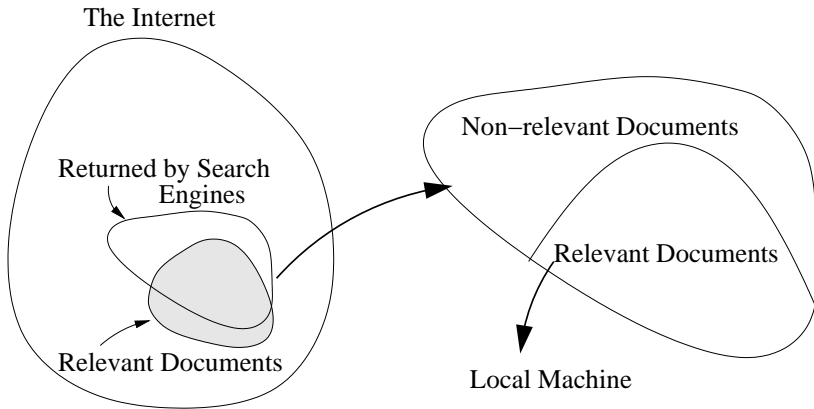 The Internet
Returned by Search
Engines
Relevant Documents
Non−relevant Documents
Relevant Documents
Local Machine